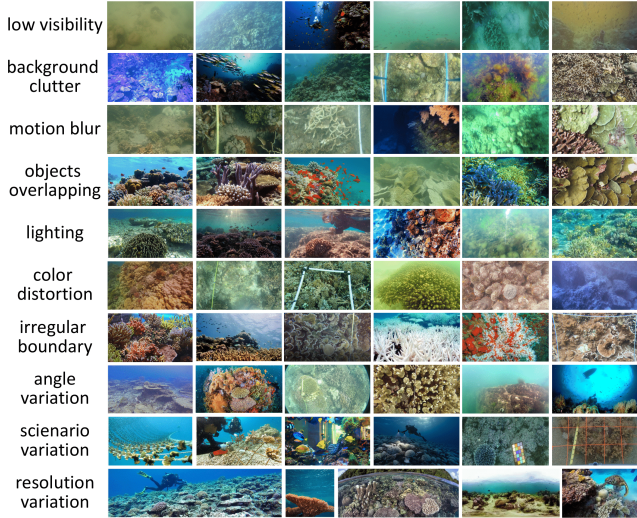 low visibility
background
clutter
motion blur
objects
overlapping
lighting
color
distortion
irregular
boundary
angle
variation
scienario
variation
resolution
variation